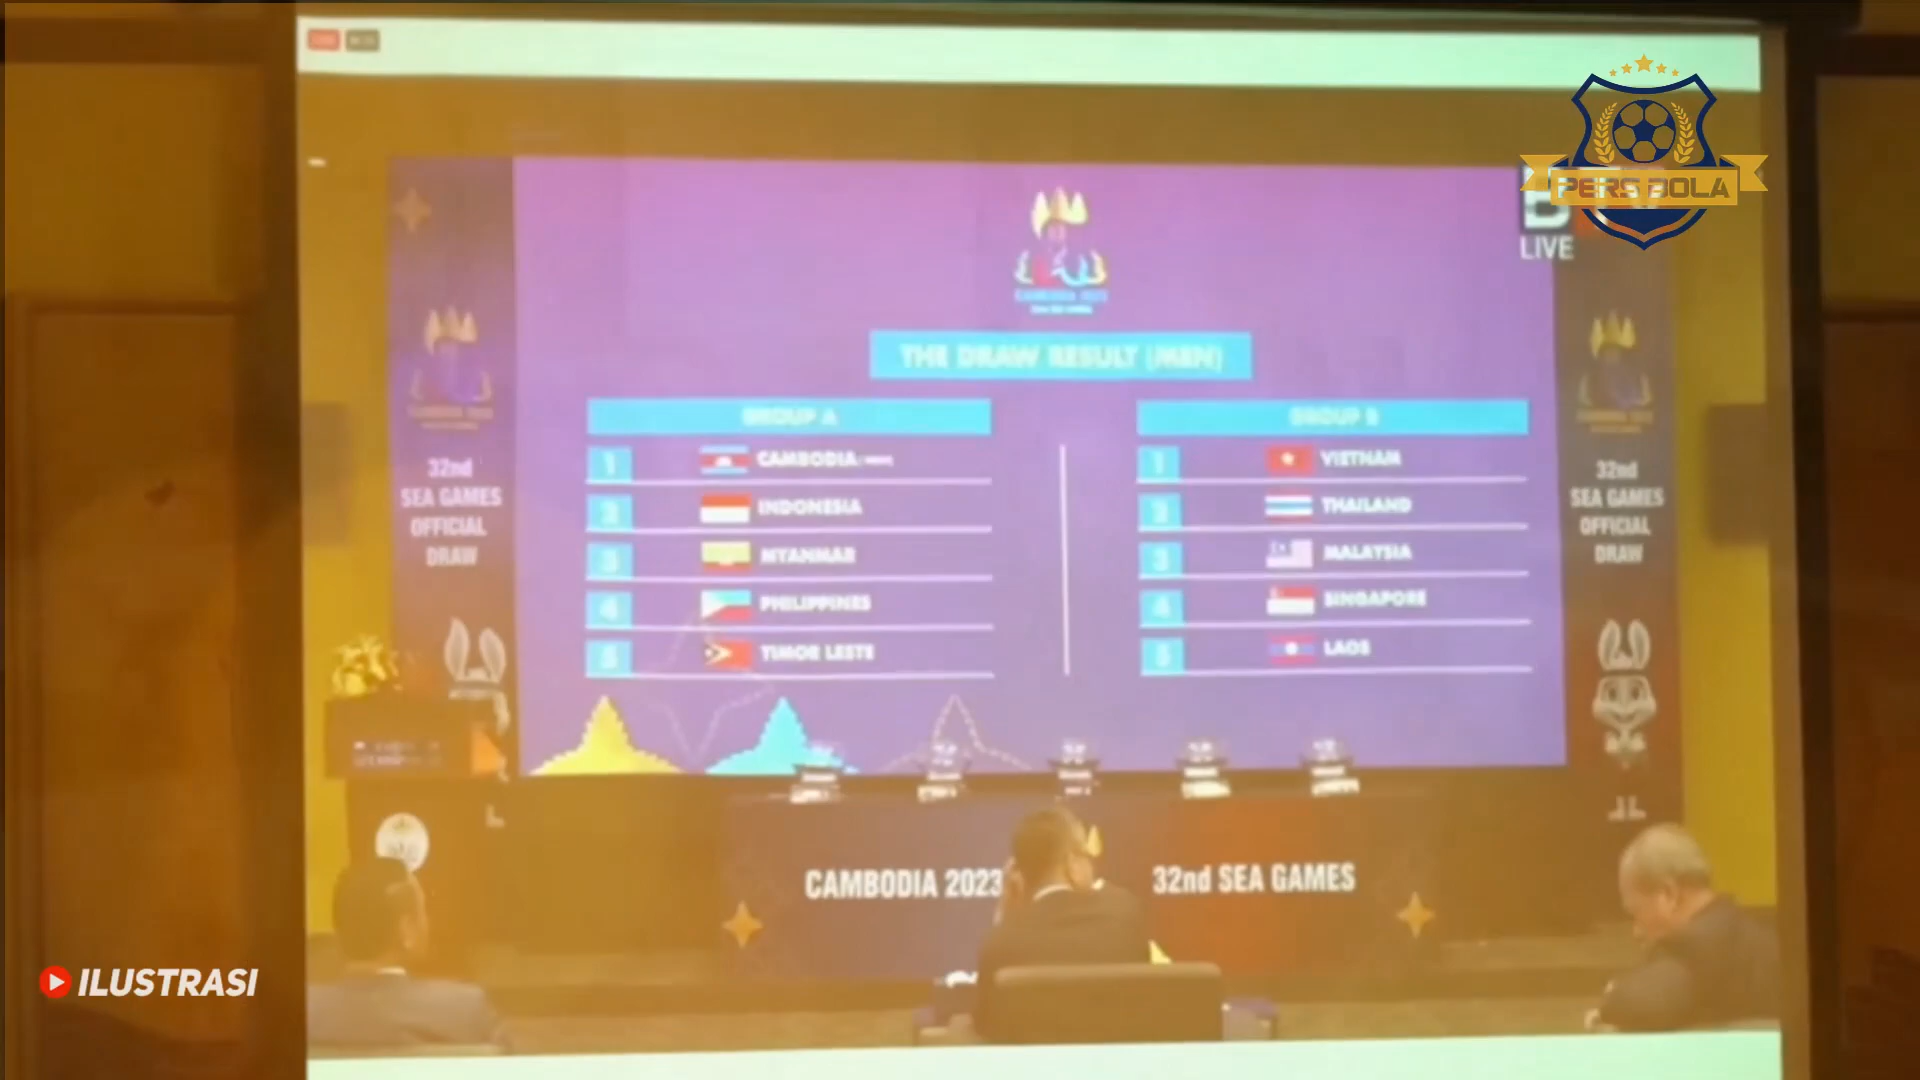 PERS BOLA
LIVE
CAMBODIA 2023
THE DRAW RESULT (MEN)
GROUP A
1 CAMBODIA
2 INDONESIA
3 MYANMAR
4 PHILIPPINES
5 TIMOR LESTE
GROUP B
1 VIETNAM
2 THAILAND
3 MALAYSIA
4 SINGAPORE
5 LAOS
32nd
SEA GAMES
OFFICIAL
DRAW
32nd
SEA GAMES
OFFICIAL
DRAW
CAMBODIA 2023
32nd SEA GAMES
ILUSTRASI